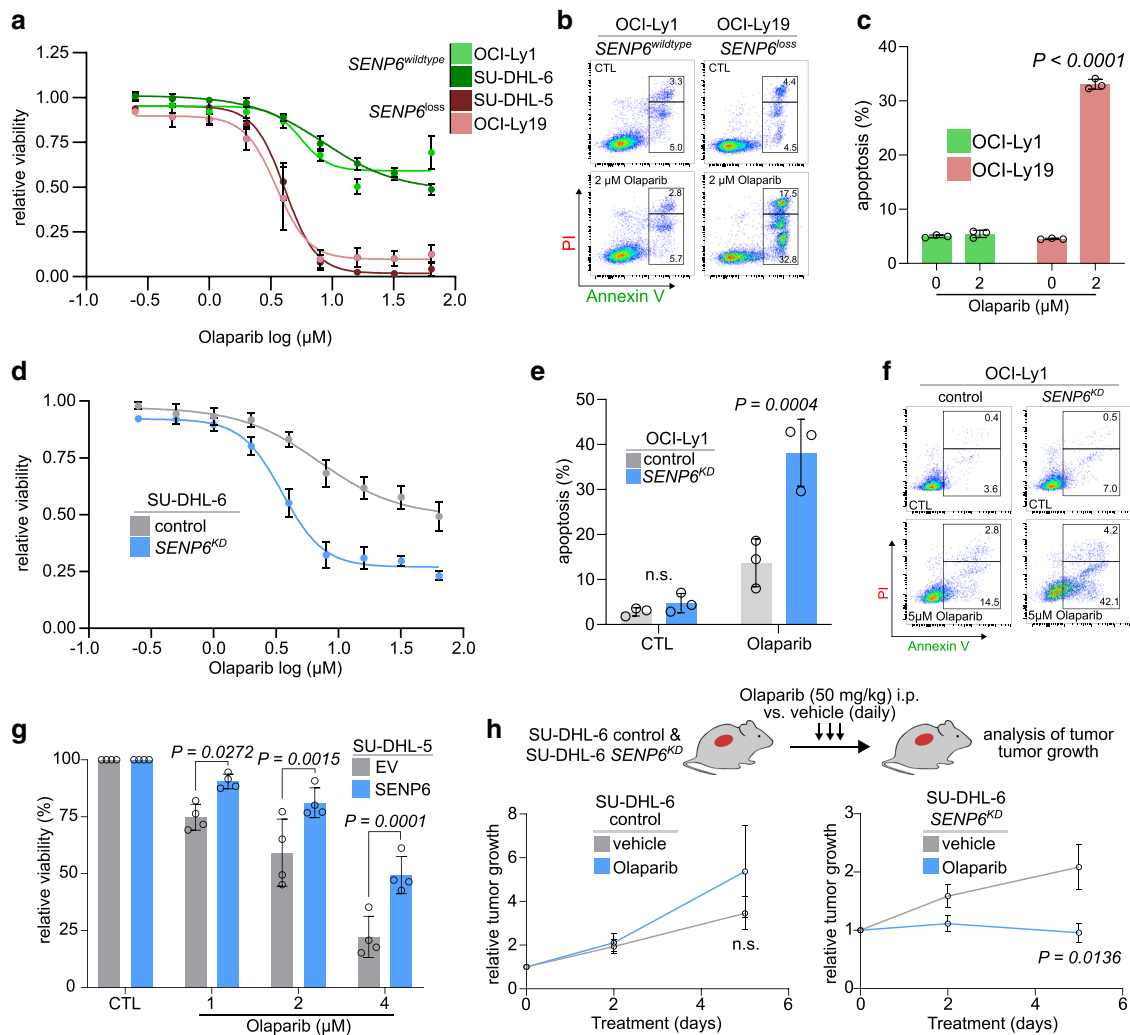 a
1.25
1.00
0.75
0.50
0.25
0.00
-1.0
-0.5
0.0
0.5
1.0
1.5
2.0
relative viability
Olaparib log (µM)
SENP6wildtype
SENP6loss
OCI-Ly1
SU-DHL-6
SU-DHL-5
OCI-Ly19
b
OCI-Ly1
OCI-Ly19
SENP6wildtype
SENP6loss
CTL
3.3
5.0
CTL
4.4
4.5
2 µM Olaparib
2.8
5.7
2 µM Olaparib
17.5
32.8
PI
Annexin V
c
P < 0.0001
40
30
20
10
0
apoptosis (%)
OCI-Ly1
OCI-Ly19
0
2
0
2
Olaparib (µM)
d
1.00
0.75
0.50
0.25
0.00
-1.0
-0.5
0.0
0.5
1.0
1.5
2.0
relative viability
Olaparib log (µM)
SU-DHL-6
control
SENP6KD
e
50
40
30
20
10
0
apoptosis (%)
P = 0.0004
OCI-Ly1
control
SENP6KD
n.s.
CTL
Olaparib
f
OCI-Ly1
control
SENP6KD
0.4
3.6
CTL
0.5
7.0
CTL
2.8
14.5
5µM Olaparib
4.2
42.1
5µM Olaparib
PI
Annexin V
g
100
75
50
25
0
relative viability (%)
P = 0.0272
P = 0.0015
P = 0.0001
SU-DHL-5
EV
SENP6
CTL
1
2
4
Olaparib (µM)
h
Olaparib (50 mg/kg) i.p.
vs. vehicle (daily)
SU-DHL-6 control &
SU-DHL-6 SENP6KD
analysis of tumor
tumor growth
SU-DHL-6
control
vehicle
Olaparib
8
6
4
2
0
relative tumor growth
n.s.
0
2
4
6
Treatment (days)
SU-DHL-6
SENP6KD
vehicle
Olaparib
3
2
1
0
relative tumor growth
P = 0.0136
0
2
4
6
Treatment (days)